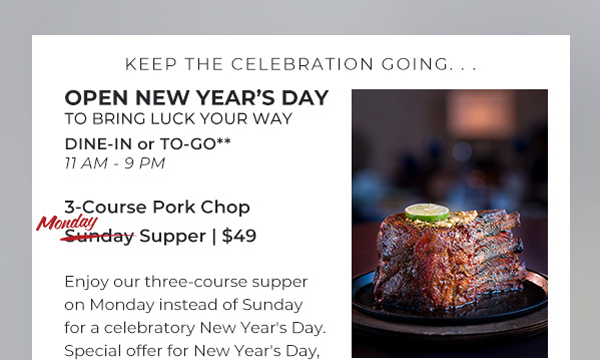 KEEP THE CELEBRATION GOING. . .
OPEN NEW YEAR'S DAY
TO BRING LUCK YOUR WAY
DINE-IN or TO-GO**
11 AM - 9 PM
3-Course Pork Chop
Monday
Sunday Supper | $49
Enjoy our three-course supper
on Monday instead of Sunday
for a celebratory New Year's Day.
Special offer for New Year's Day,